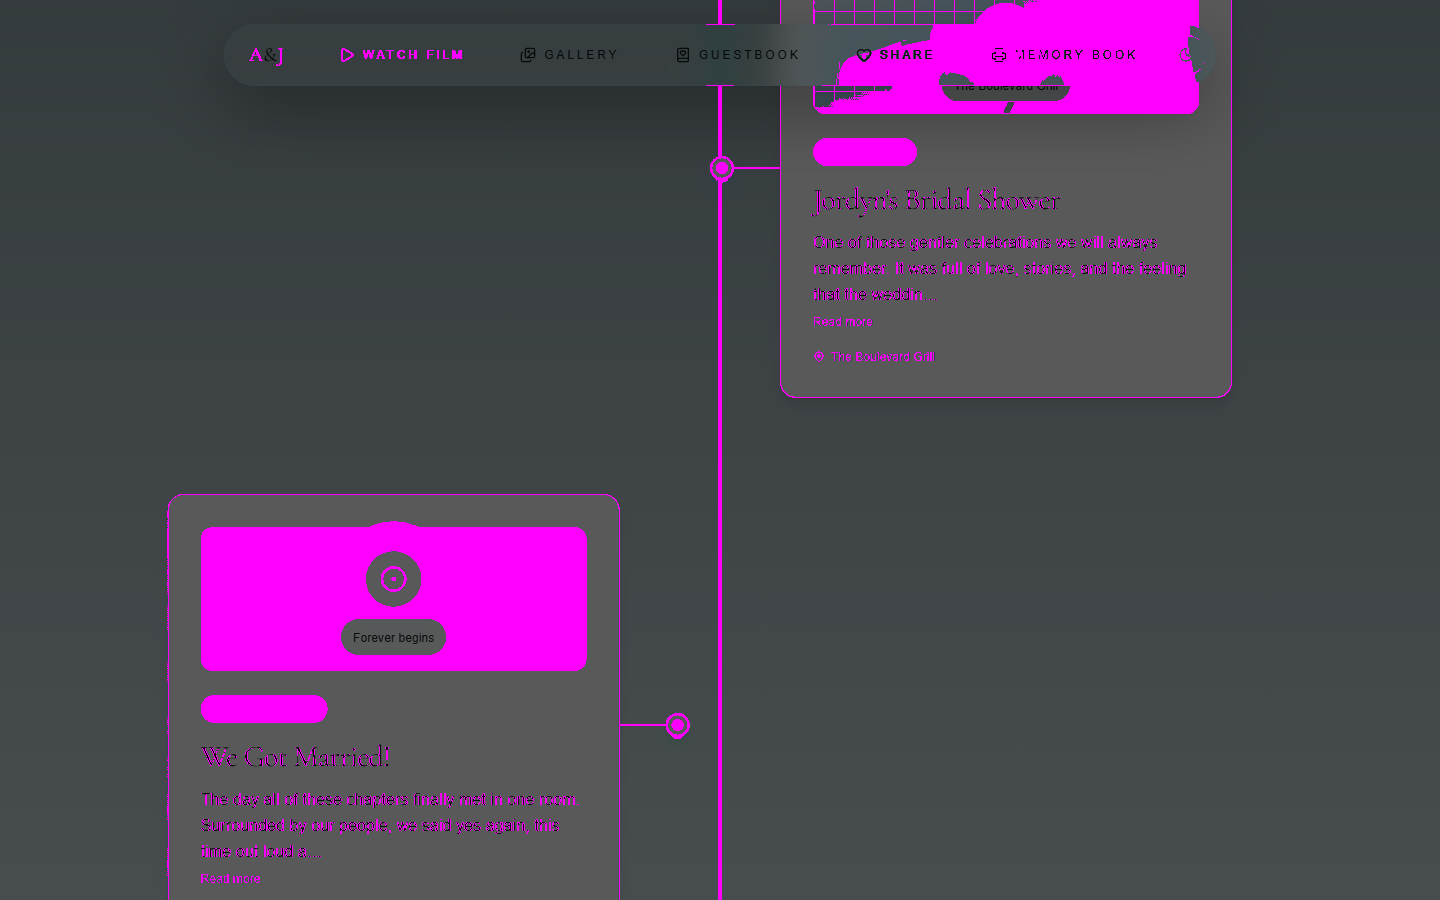 A&J
WATCH FILM
GALLERY
GUESTBOOK
SHARE
MEMORY BOOK
The Boulevard Grill
Jordyn's Bridal Shower
One of those gentler celebrations we will always
remember. It was full of love, stories, and the feeling
that the weddin...
Read more
The Boulevard Grill
Forever begins
We Got Married!
The day all of these chapters finally met in one room.
Surrounded by our people, we said yes again, this
time out loud a...
Read more